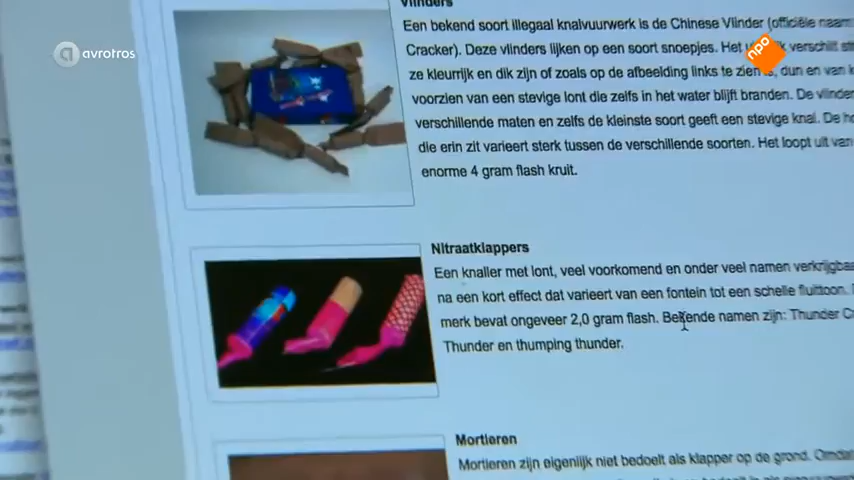 avrotros
npo
Vlinders
Een bekend soort illegaal knalvuurwerk is de Chinese Vlinder (officiële naam:
Cracker). Deze vlinders lijken op een soort snoepjes. Het verschilt
ze kleurrijk en dik zijn of zoals op de afbeelding links te zien is, dun en van
voorzien van een stevige lont die zelfs in het water blijft branden. De vlinder
verschillende maten en zelfs de kleinste soort geeft een stevige knal. De
die erin zit varieert sterk tussen de verschillende soorten. Het loopt uit van
enorme 4 gram flash kruit.
Nitraatklappers
Een knaller met lont, veel voorkomend en onder veel namen verkrijgbaar
na een kort effect dat varieert van een fontein tot een schelle fluittoon.
merk bevat ongeveer 2,0 gram flash. Bekende namen zijn: Thunder
Thunder en thumping thunder.
Mortieren
Mortieren zijn eigenlijk niet bedoelt als klapper op de grond.